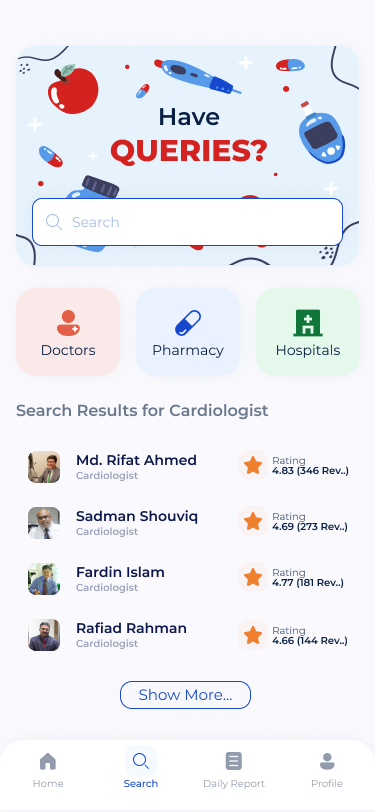 Have
QUERIES?
Search
Doctors
Pharmacy
Hospitals
Search Results for Cardiologist
Md. Rifat Ahmed
Cardiologist
Rating
4.83 (346 Rev..)
Sadman Shouviq
Cardiologist
Rating
4.69 (273 Rev..)
Fardin Islam
Cardiologist
Rating
4.77 (181 Rev..)
Rafiad Rahman
Cardiologist
Rating
4.66 (144 Rev..)
Show More...
Home
Search
Daily Report
Profile